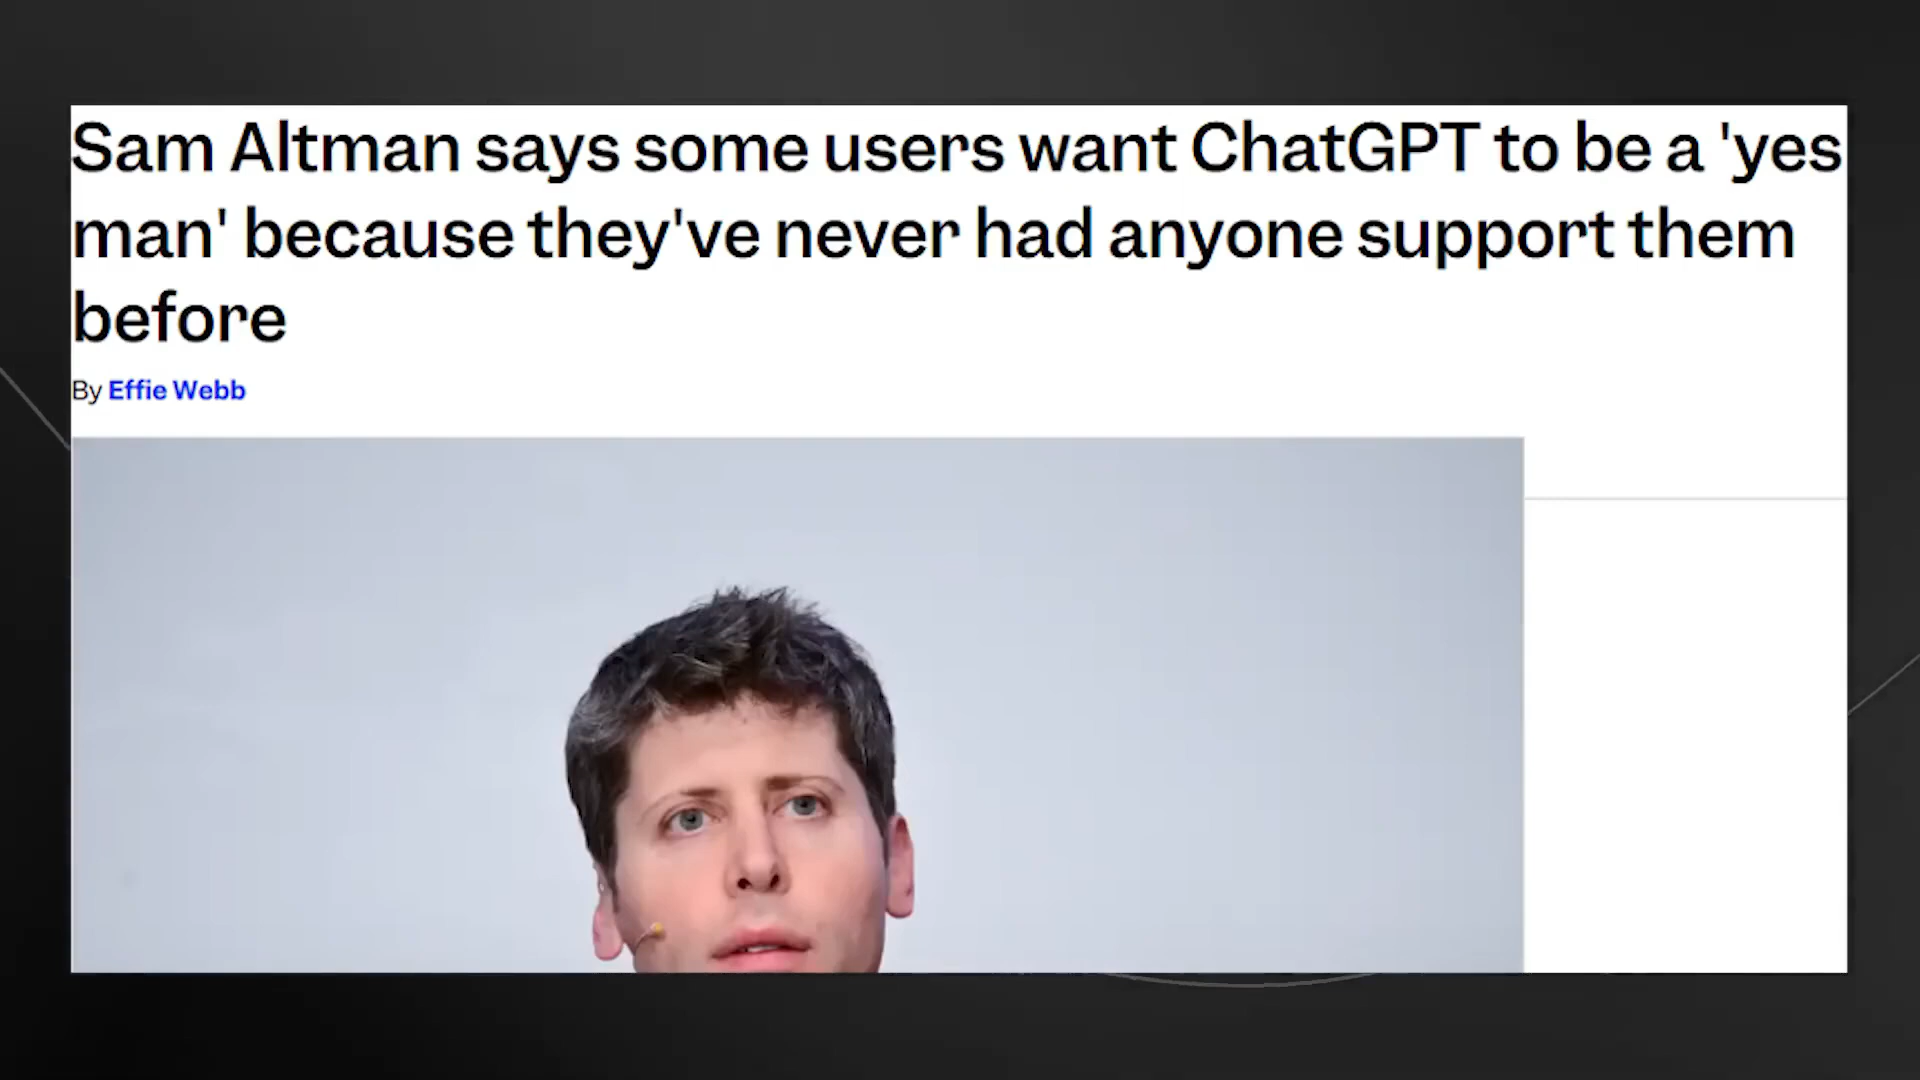 Sam Altman says some users want ChatGPT to be a 'yes
man' because they've never had anyone support them
before
By Effie Webb